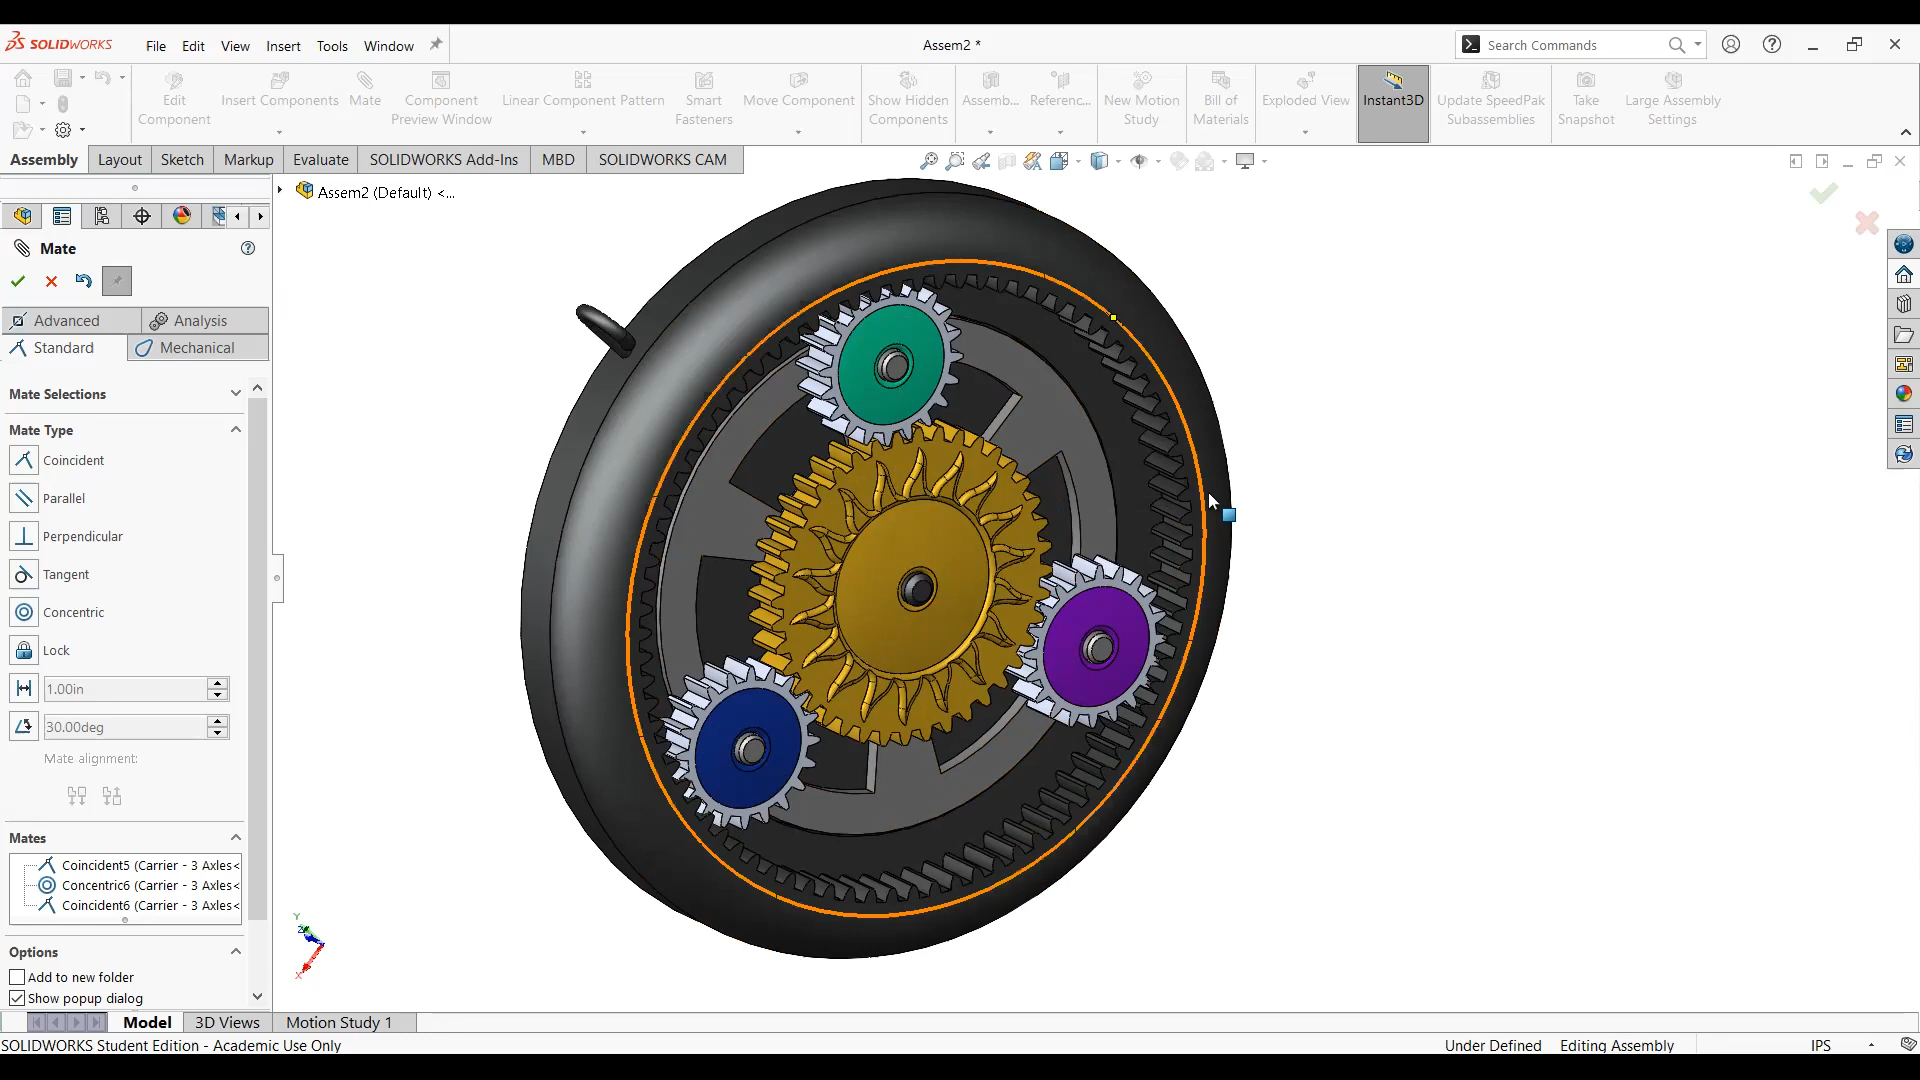 SOLIDWORKS
File Edit View Insert Tools Window
Assem2 *
Search Commands
Edit Component
Insert Components
Mate
Component Preview Window
Linear Component Pattern
Smart Fasteners
Move Component
Show Hidden Components
Assemb...
Referenc...
New Motion Study
Bill of Materials
Exploded View
Instant3D
Update SpeedPak Subassemblies
Take Snapshot
Large Assembly Settings
Assembly Layout Sketch Markup Evaluate SOLIDWORKS Add-Ins MBD SOLIDWORKS CAM
Assem2 (Default) <...
Mate
Advanced Analysis
Standard Mechanical
Mate Selections
Mate Type
Coincident
Parallel
Perpendicular
Tangent
Concentric
Lock
1.00in
30.00deg
Mate alignment:
Mates
Coincident5 (Carrier - 3 Axles<
Concentric6 (Carrier - 3 Axles<
Coincident6 (Carrier - 3 Axles<
Options
Add to new folder
Show popup dialog
Y
Z
X
Model 3D Views Motion Study 1
SOLIDWORKS Student Edition - Academic Use Only
Under Defined Editing Assembly IPS